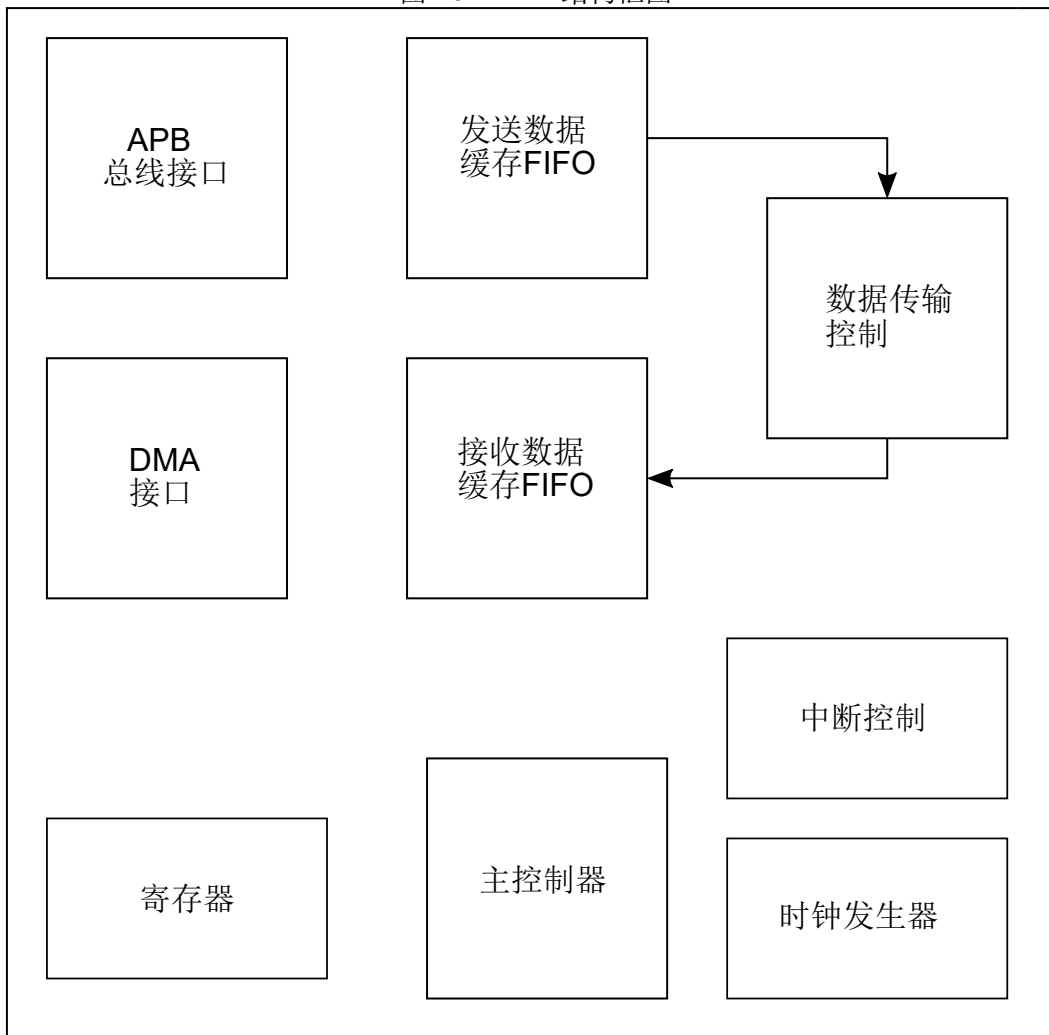 APB
总线接口
发送数据
缓存FIFO
数据传输
控制
DMA
接口
接收数据
缓存FIFO
中断控制
寄存器
主控制器
时钟发生器